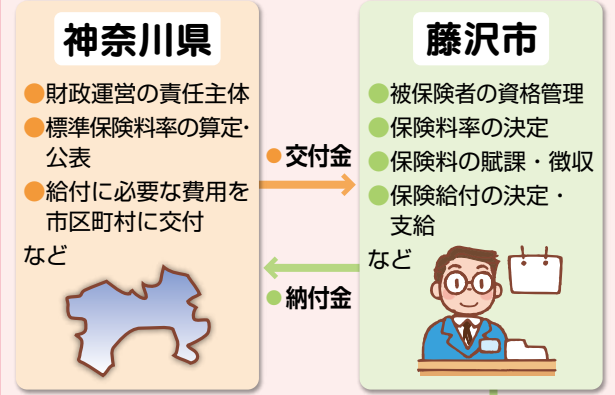 神奈川県
●財政運営の責任主体
●標準保険料率の算定・
公表
●給付に必要な費用を
市区町村に交付
など
●交付金
●納付金
藤沢市
●被保険者の資格管理
●保険料率の決定
●保険料の賦課・徴収
●保険給付の決定・
支給
など